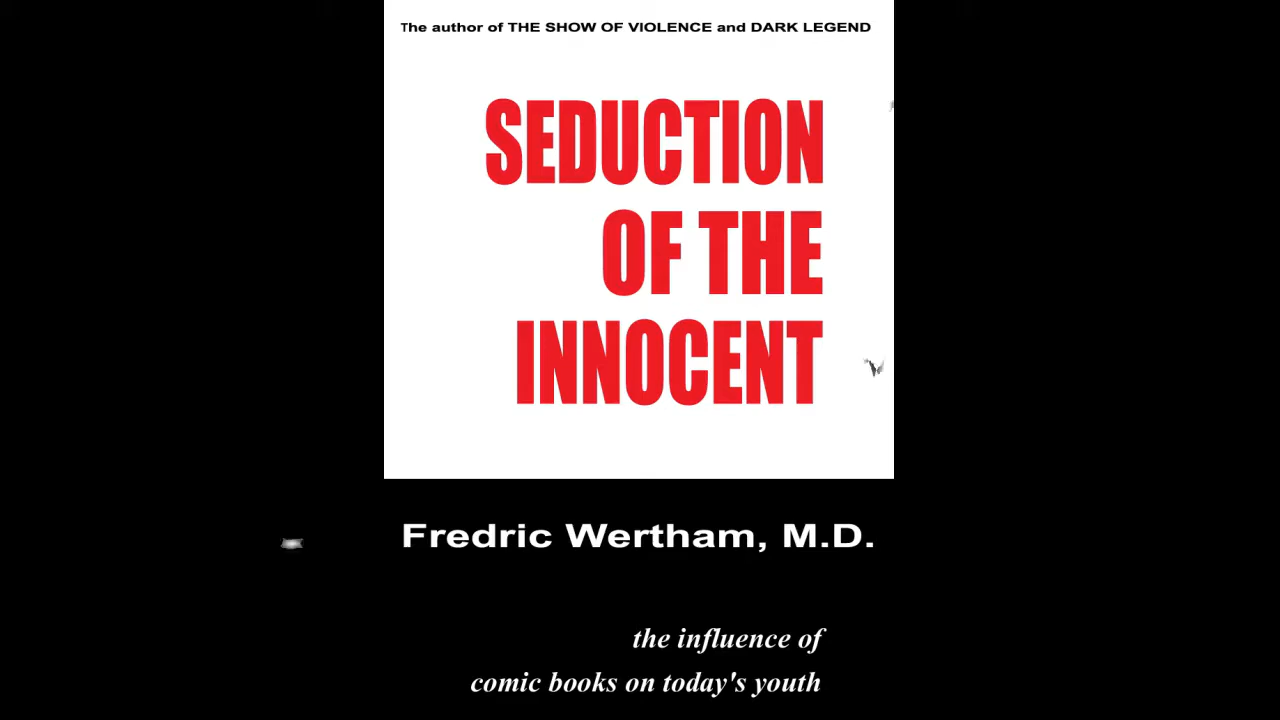 The author of THE SHOW OF VIOLENCE and DARK LEGEND
SEDUCTION
OF THE
INNOCENT
Fredric Wertham, M.D.
the influence of
comic books on today's youth